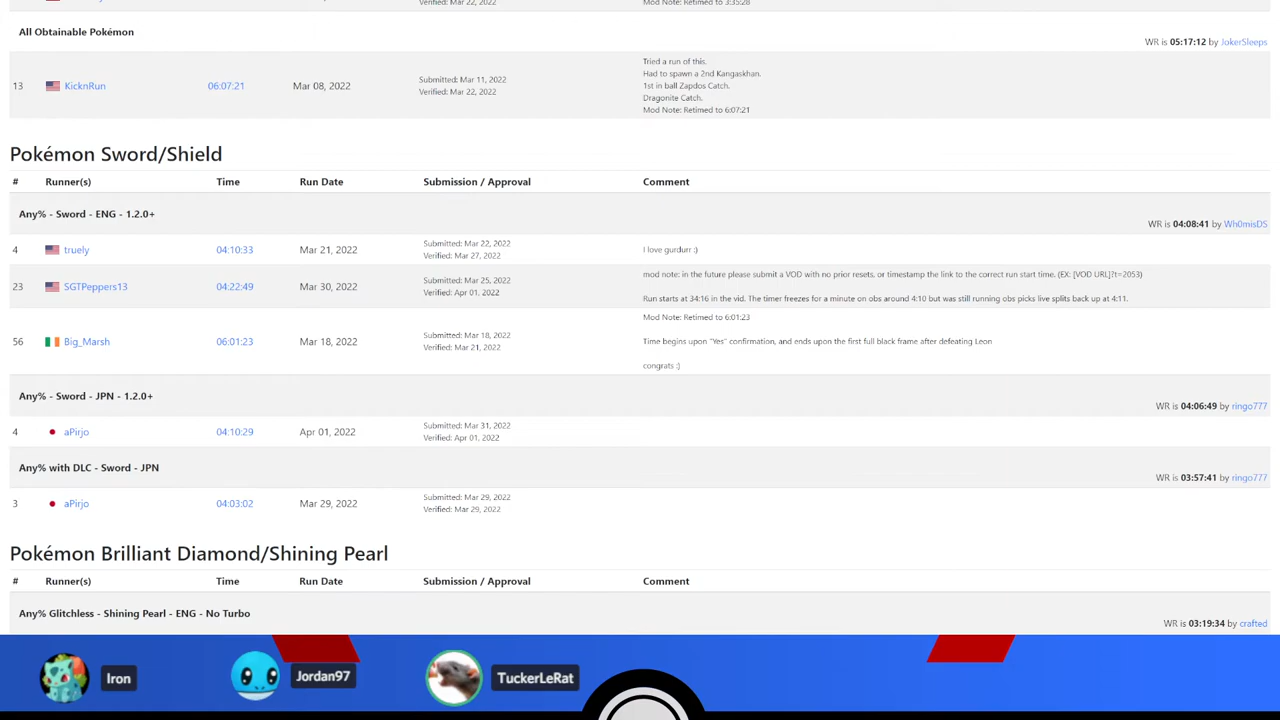 Verified: Mar 22, 2022
Mod Note: Retimed to 3:35:28
All Obtainable Pokémon
WR is 05:17:12 by JokerSleeps
13 KicknRun 06:07:21 Mar 08, 2022
Submitted: Mar 11, 2022
Verified: Mar 22, 2022
Tried a run of this.
Had to spawn a 2nd Kangaskhan.
1st in ball Zapdos Catch.
Dragonite Catch.
Mod Note: Retimed to 6:07:21
Pokémon Sword/Shield
# Runner(s) Time Run Date Submission / Approval Comment
Any% - Sword - ENG - 1.2.0+
WR is 04:08:41 by Wh0misDS
4 truely 04:10:33 Mar 21, 2022
Submitted: Mar 22, 2022
Verified: Mar 27, 2022
I love gurdurr :)
23 SGTPeppers13 04:22:49 Mar 30, 2022
Submitted: Mar 25, 2022
Verified: Apr 01, 2022
mod note: in the future please submit a VOD with no prior resets, or timestamp the link to the correct run start time. (EX: [VOD URL]?t=2053)
Run starts at 34:16 in the vid. The timer freezes for a minute on obs around 4:10 but was still running obs picks live splits back up at 4:11.
56 Big_Marsh 06:01:23 Mar 18, 2022
Submitted: Mar 18, 2022
Verified: Mar 21, 2022
Mod Note: Retimed to 6:01:23
Time begins upon "Yes" confirmation, and ends upon the first full black frame after defeating Leon
congrats :)
Any% - Sword - JPN - 1.2.0+
WR is 04:06:49 by ringo777
4 aPirjo 04:10:29 Apr 01, 2022
Submitted: Mar 31, 2022
Verified: Apr 01, 2022
Any% with DLC - Sword - JPN
WR is 03:57:41 by ringo777
3 aPirjo 04:03:02 Mar 29, 2022
Submitted: Mar 29, 2022
Verified: Mar 29, 2022
Pokémon Brilliant Diamond/Shining Pearl
# Runner(s) Time Run Date Submission / Approval Comment
Any% Glitchless - Shining Pearl - ENG - No Turbo
WR is 03:19:34 by crafted
Iron
Jordan97
TuckerLeRat